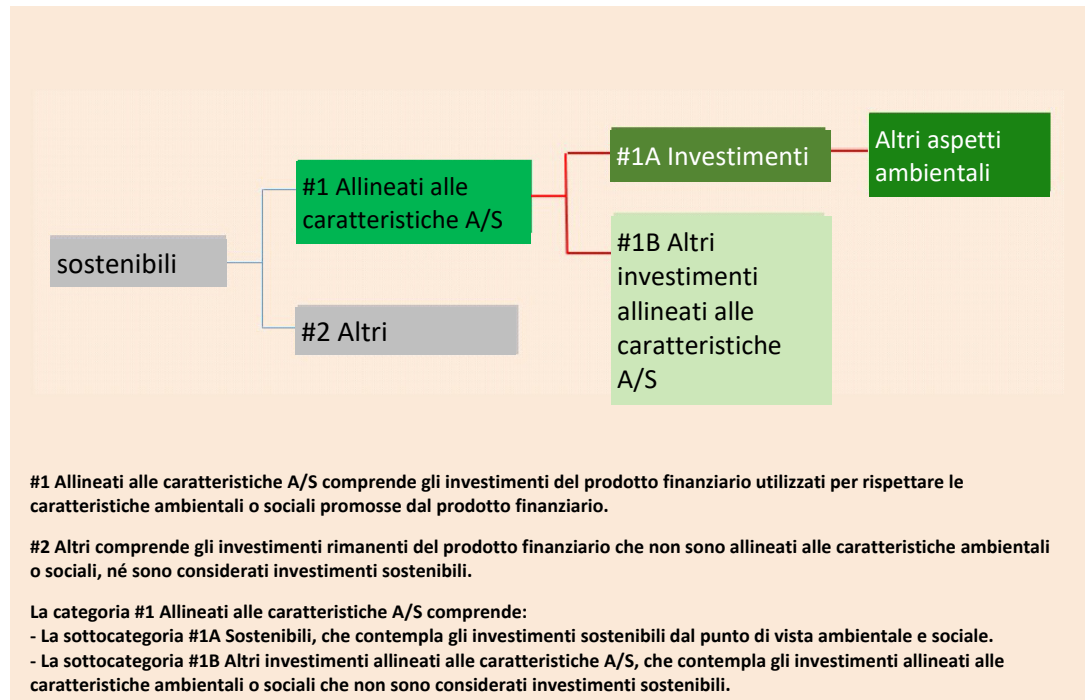 sostenibili
#1 Allineati alle
caratteristiche A/S
#2 Altri
#1A Investimenti
#1B Altri
investimenti
allineati alle
caratteristiche
A/S
Altri aspetti
ambientali
#1 Allineati alle caratteristiche A/S comprende gli investimenti del prodotto finanziario utilizzati per rispettare le
caratteristiche ambientali o sociali promosse dal prodotto finanziario.
#2 Altri comprende gli investimenti rimanenti del prodotto finanziario che non sono allineati alle caratteristiche ambientali
o sociali, né sono considerati investimenti sostenibili.
La categoria #1 Allineati alle caratteristiche A/S comprende:
- La sottocategoria #1A Sostenibili, che contempla gli investimenti sostenibili dal punto di vista ambientale e sociale.
- La sottocategoria #1B Altri investimenti allineati alle caratteristiche A/S, che contempla gli investimenti allineati alle
caratteristiche ambientali o sociali che non sono considerati investimenti sostenibili.